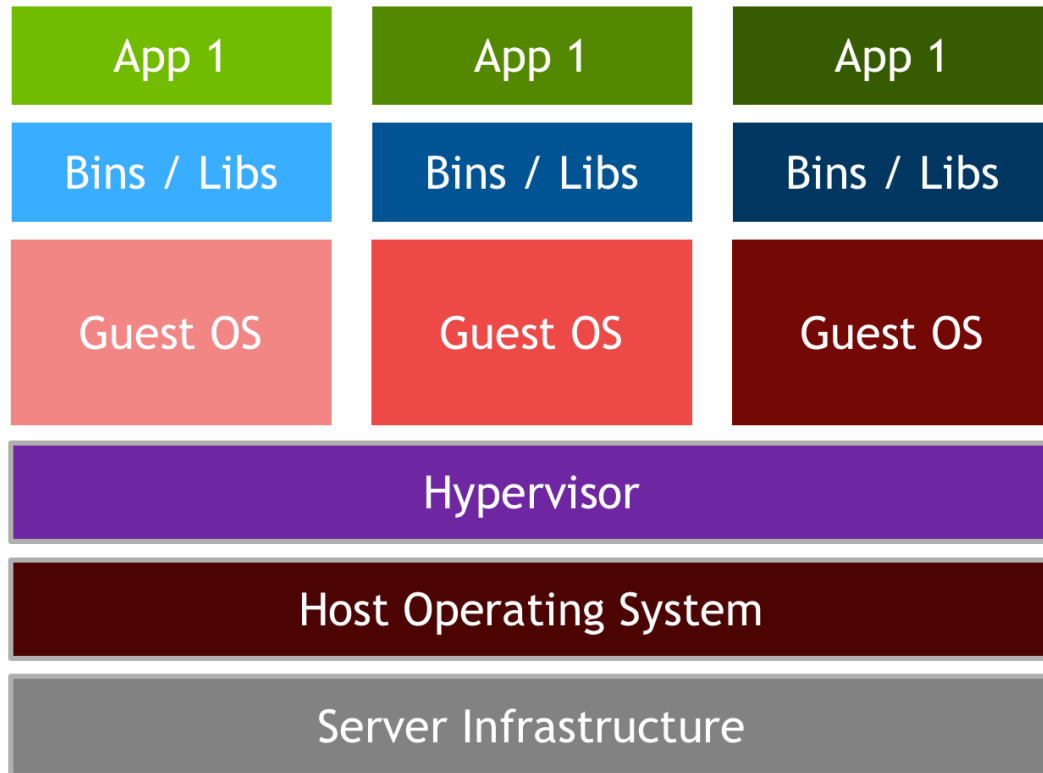 App 1
App 1
App 1
Bins / Libs
Bins / Libs
Bins / Libs
Guest OS
Guest OS
Guest OS
Hypervisor
Host Operating System
Server Infrastructure